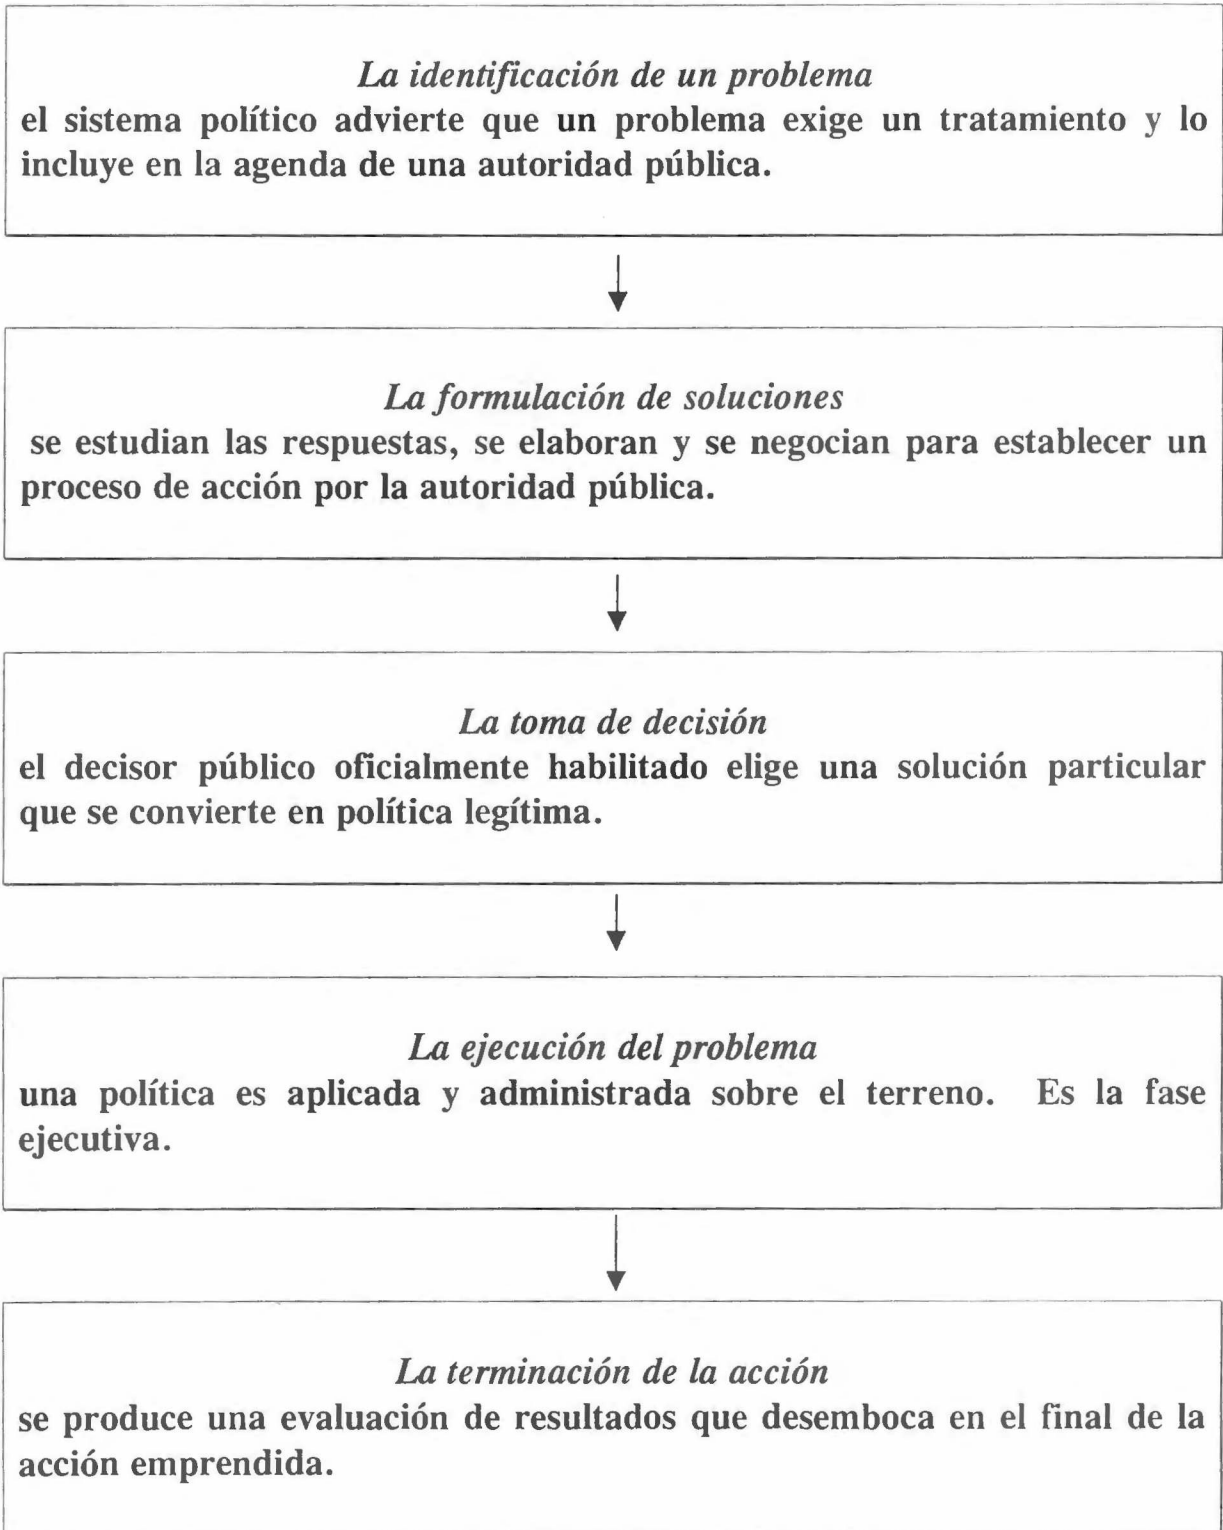 La identificación de un problema
el sistema político advierte que un problema exige un tratamiento y lo
incluye en la agenda de una autoridad pública.
La formulación de soluciones
se estudian las respuestas, se elaboran y se negocian para establecer un
proceso de acción por la autoridad pública.
La toma de decisión
el decisor público oficialmente habilitado elige una solución particular
que se convierte en política legítima.
La ejecución del problema
una política es aplicada y administrada sobre el terreno. Es la fase
ejecutiva.
La terminación de la acción
se produce una evaluación de resultados que desemboca en el final de la
acción emprendida.